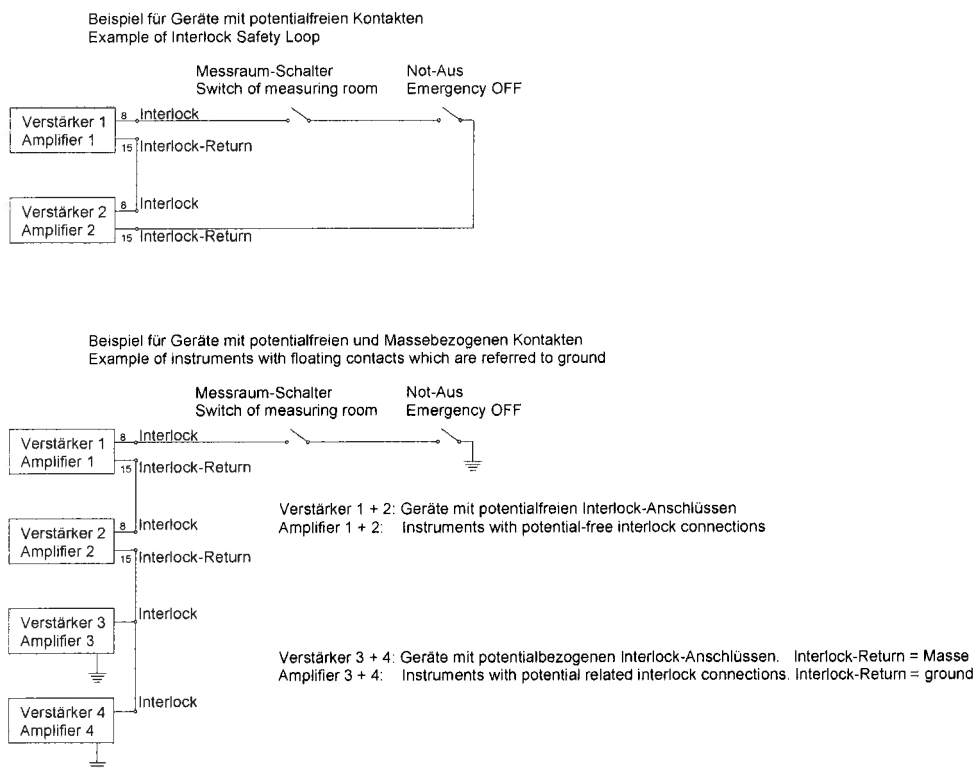 Beispiel für Geräte mit potentialfreien Kontakten
Example of Interlock Safety Loop
Messraum-Schalter
Switch of measuring room
Not-Aus
Emergency OFF
Verstärker 1
Amplifier 1
8 Interlock
15 Interlock-Return
Verstärker 2
Amplifier 2
8 Interlock
15 Interlock-Return
Beispiel für Geräte mit potentialfreien und Massebezogenen Kontakten
Example of instruments with floating contacts which are referred to ground
Messraum-Schalter
Switch of measuring room
Not-Aus
Emergency OFF
Verstärker 1
Amplifier 1
8 Interlock
15 Interlock-Return
Verstärker 1 + 2: Geräte mit potentialfreien Interlock-Anschlüssen
Amplifier 1 + 2: Instruments with potential-free interlock connections
Verstärker 2
Amplifier 2
8 Interlock
15 Interlock-Return
Verstärker 3
Amplifier 3
Interlock
Verstärker 3 + 4: Geräte mit potentialbezogenen Interlock-Anschlüssen. Interlock-Return = Masse
Amplifier 3 + 4: Instruments with potential related interlock connections. Interlock-Return = ground
Verstärker 4
Amplifier 4
Interlock